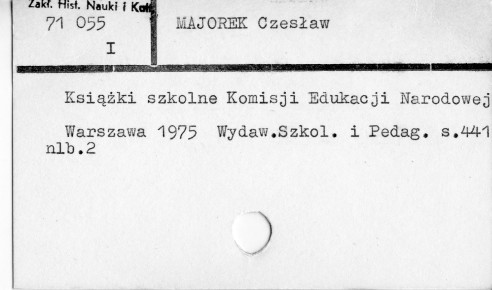 Zakł. Hist. Nauki i
71 055
MAJOREK Czesław
I
Książki szkolne Komisji Edukacji Narodowej
Warszawa 1975 Wydaw.Szkol. i Pedag. s.441
nlb.2